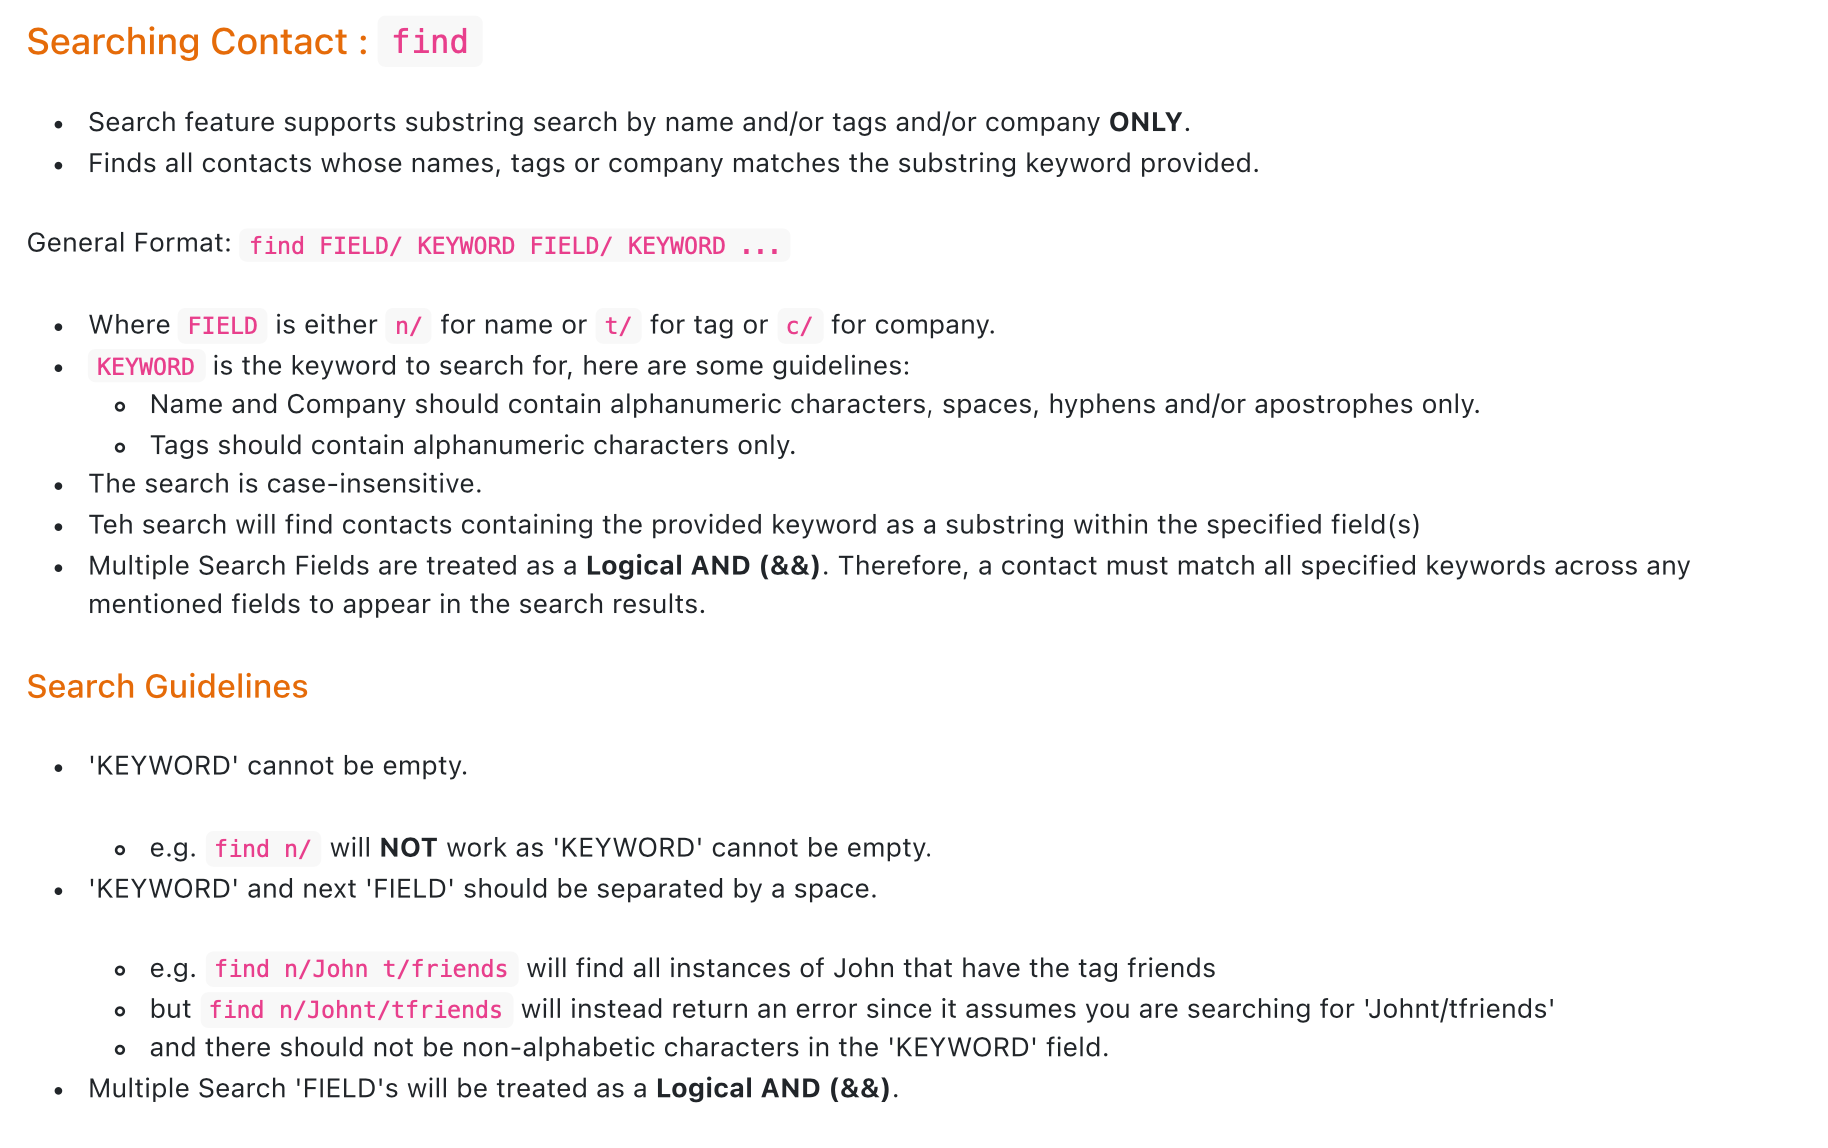 Searching Contact : find
• Search feature supports substring search by name and/or tags and/or company ONLY.
• Finds all contacts whose names, tags or company matches the substring keyword provided.
General Format: find FIELD/ KEYWORD FIELD/ KEYWORD ...
• Where FIELD is either n/ for name or t/ for tag or c/ for company.
• KEYWORD is the keyword to search for, here are some guidelines:
◦ Name and Company should contain alphanumeric characters, spaces, hyphens and/or apostrophes only.
◦ Tags should contain alphanumeric characters only.
• The search is case-insensitive.
• Teh search will find contacts containing the provided keyword as a substring within the specified field(s)
• Multiple Search Fields are treated as a Logical AND (&&). Therefore, a contact must match all specified keywords across any
mentioned fields to appear in the search results.
Search Guidelines
• 'KEYWORD' cannot be empty.
◦ e.g. find n/ will NOT work as 'KEYWORD' cannot be empty.
• 'KEYWORD' and next 'FIELD' should be separated by a space.
◦ e.g. find n/John t/friends will find all instances of John that have the tag friends
◦ but find n/Johnt/tfriends will instead return an error since it assumes you are searching for 'Johnt/tfriends'
◦ and there should not be non-alphabetic characters in the 'KEYWORD' field.
• Multiple Search 'FIELD's will be treated as a Logical AND (&&).